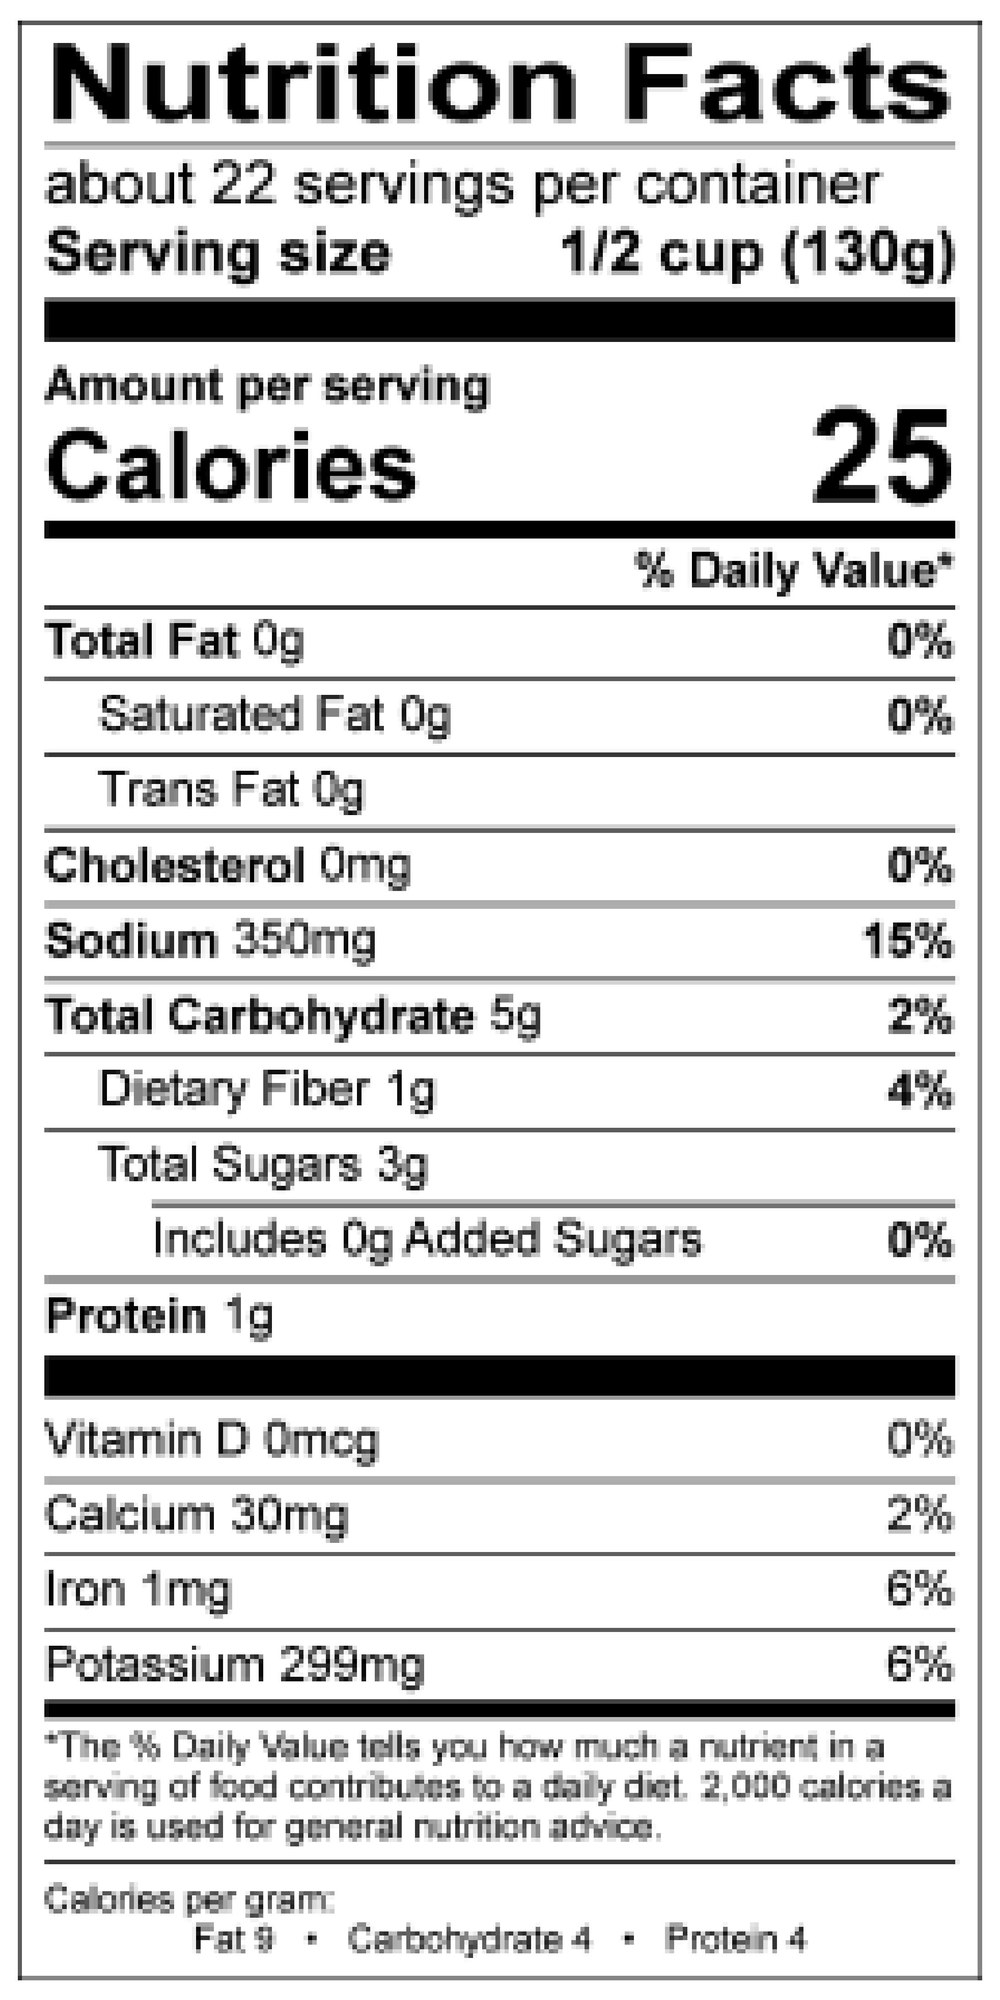 Nutrition Facts
about 22 servings per container
Serving size 1/2 cup (130g)
Amount per serving
Calories 25
% Daily Value*
Total Fat 0g 0%
Saturated Fat 0g 0%
Trans Fat 0g
Cholesterol 0mg 0%
Sodium 350mg 15%
Total Carbohydrate 5g 2%
Dietary Fiber 1g 4%
Total Sugars 3g
Includes 0g Added Sugars 0%
Protein 1g
Vitamin D 0mcg 0%
Calcium 30mg 2%
Iron 1mg 6%
Potassium 299mg 6%
*The % Daily Value tells you how much a nutrient in a
serving of food contributes to a daily diet. 2,000 calories a
day is used for general nutrition advice.
Calories per gram:
Fat 9 • Carbohydrate 4 • Protein 4